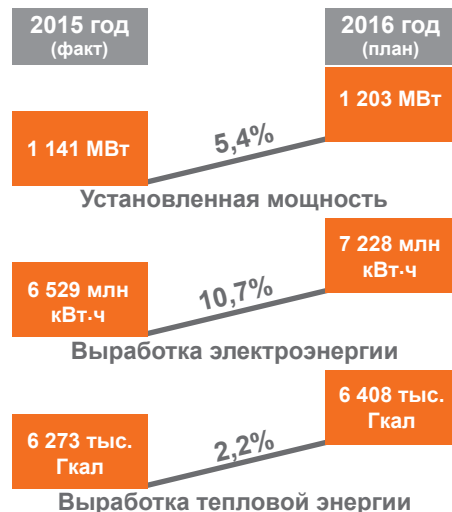 2015 год
(факт)
2016 год
(план)
1 141 МВт
5,4%
1 203 МВт
Установленная мощность
6 529 млн
кВт·ч
10,7%
7 228 млн
кВт·ч
Выработка электроэнергии
6 273 тыс.
Гкал
2,2%
6 408 тыс.
Гкал
Выработка тепловой энергии